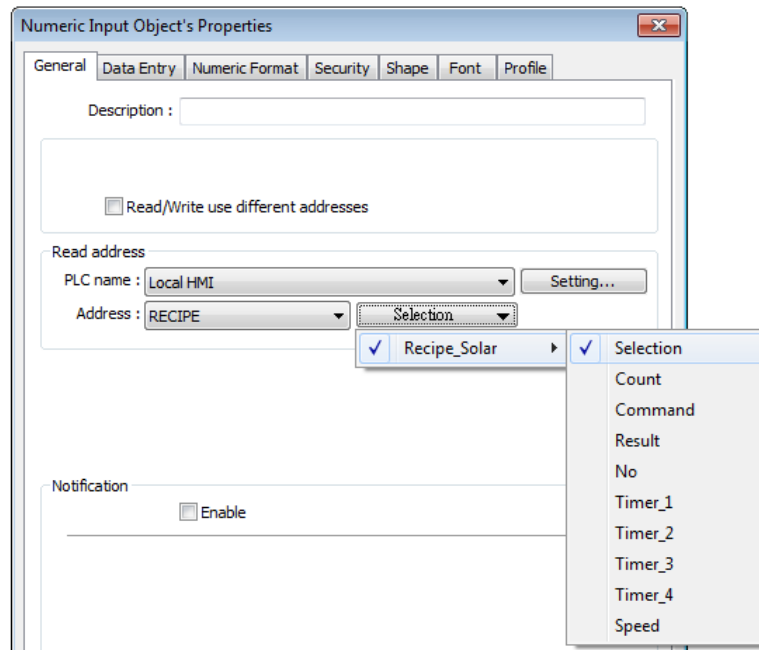 Numeric Input Object's Properties
General Data Entry Numeric Format Security Shape Font Profile
Description :
Read/Write use different addresses
Read address
PLC name : Local HMI Setting...
Address : RECIPE Selection
Recipe_Solar Selection
Count
Command
Result
No
Timer_1
Notification
Enable
Timer_2
Timer_3
Timer_4
Speed